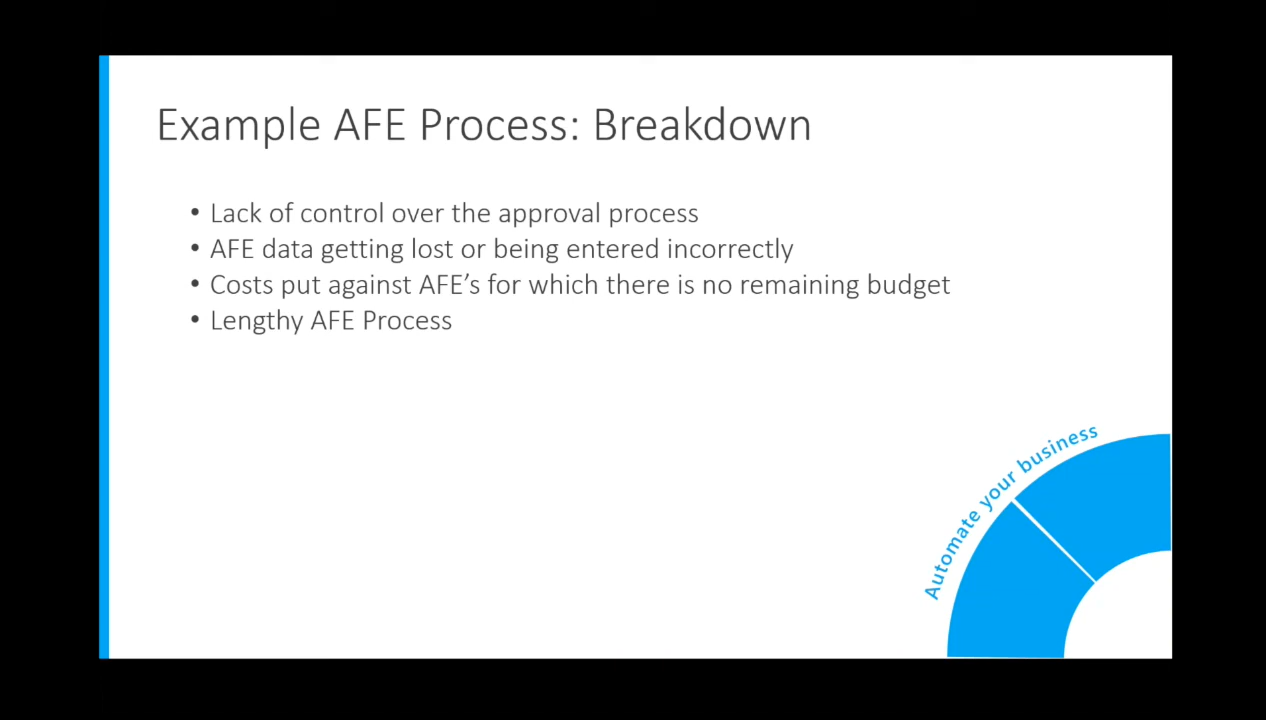 Example AFE Process: Breakdown
• Lack of control over the approval process
• AFE data getting lost or being entered incorrectly
• Costs put against AFE’s for which there is no remaining budget
• Lengthy AFE Process
Automate your business